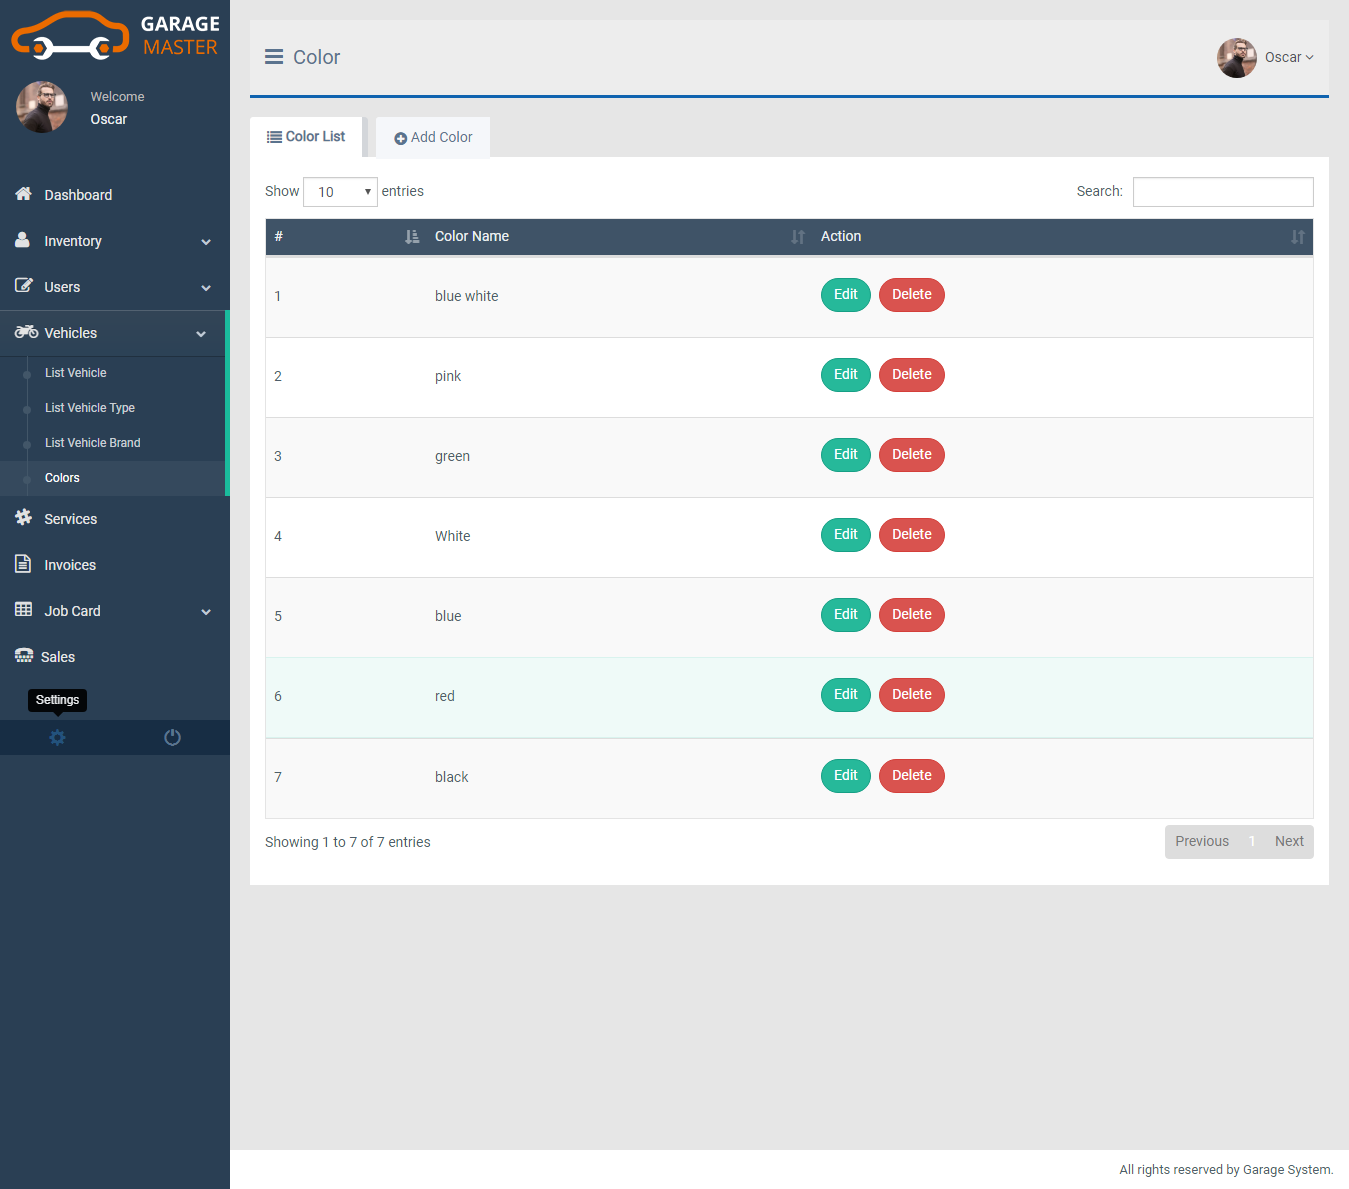 GARAGE
MASTER
Welcome
Oscar
Dashboard
Inventory
Users
Vehicles
List Vehicle
List Vehicle Type
List Vehicle Brand
Colors
Services
Invoices
Job Card
Sales
Settings
Color
Oscar
Color List
Add Color
Show 10 entries
Search:
# Color Name Action
1 blue white Edit Delete
2 pink Edit Delete
3 green Edit Delete
4 White Edit Delete
5 blue Edit Delete
6 red Edit Delete
7 black Edit Delete
Showing 1 to 7 of 7 entries
Previous 1 Next
All rights reserved by Garage System.